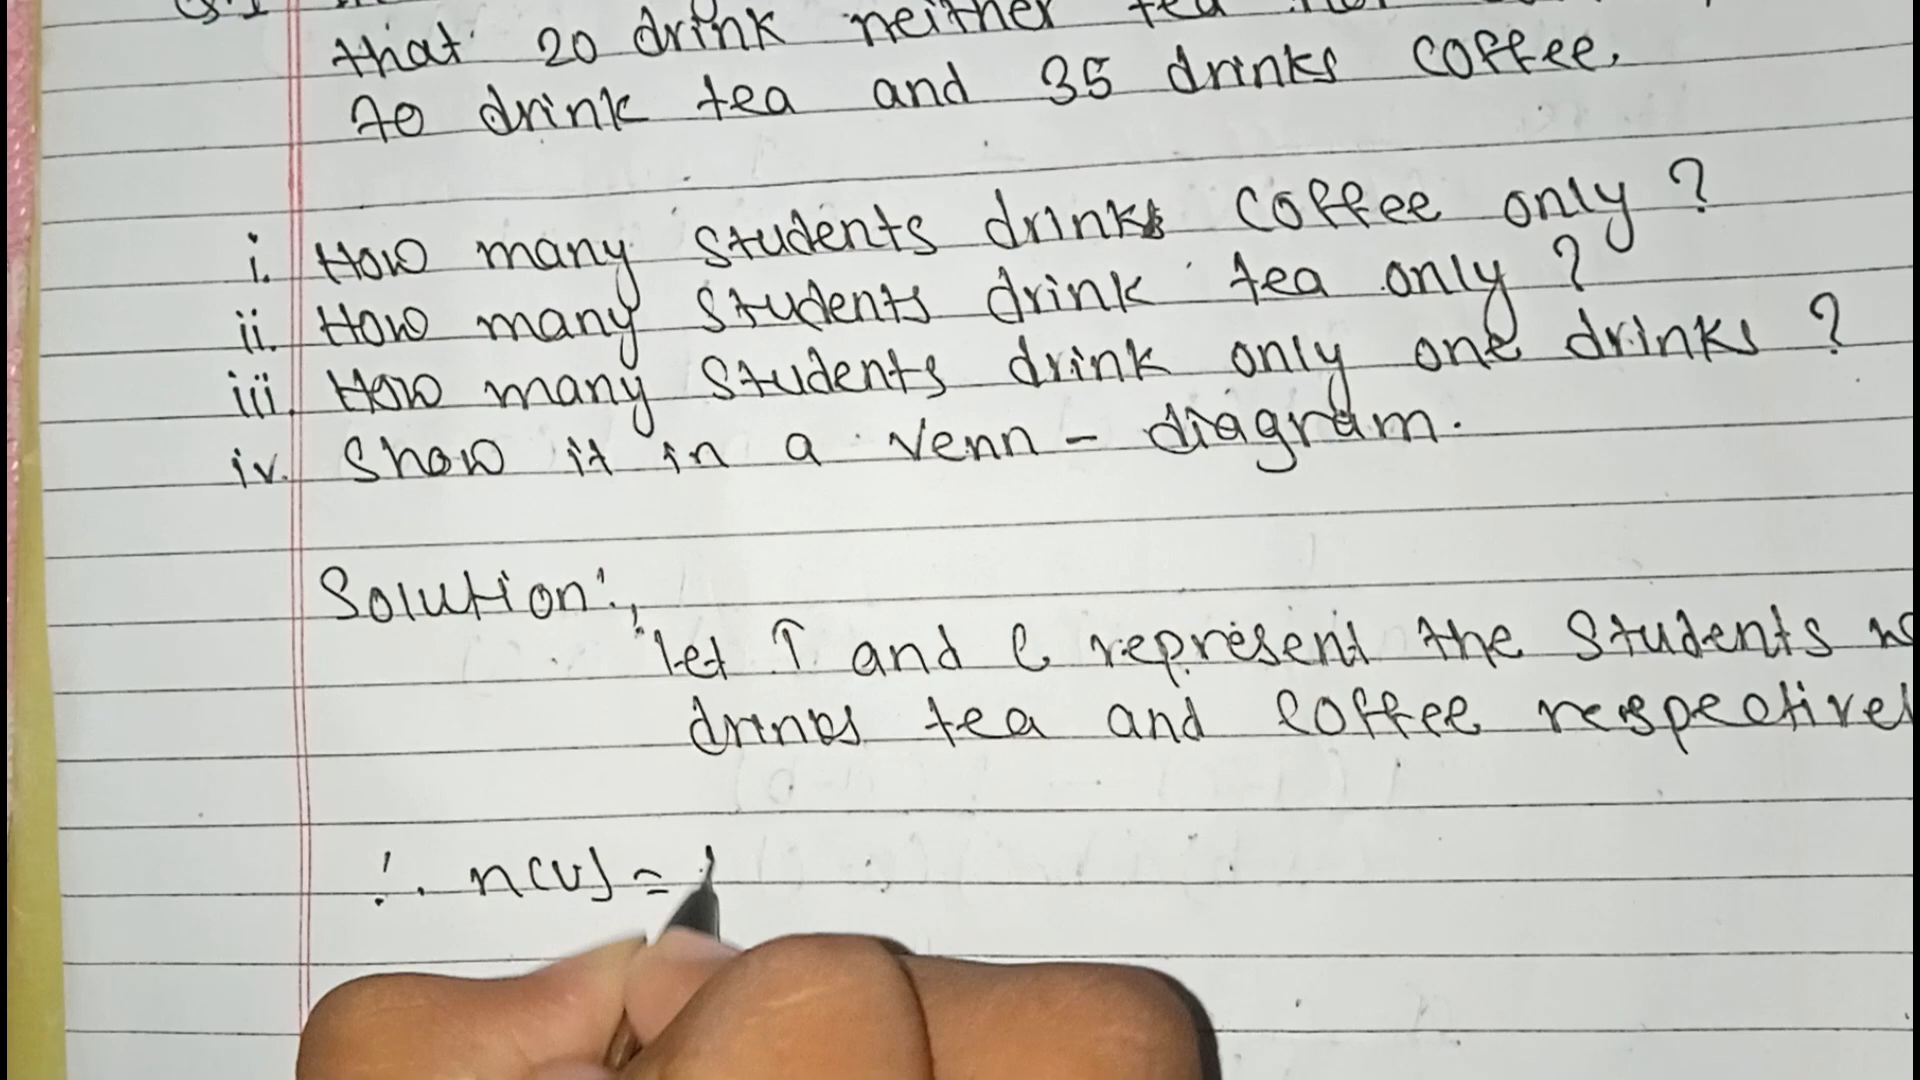 that 20 drink neither tea
70 drink tea and 35 drinks coffee.
i. How many students drinks coffee only ?
ii. How many students drink tea only ?
iii. How many students drink only one drinks ?
iv. Show it in a Venn - diagram.
Solution:,
let T and C represent the students
drinks tea and coffee respectivel
∴ n(U) =